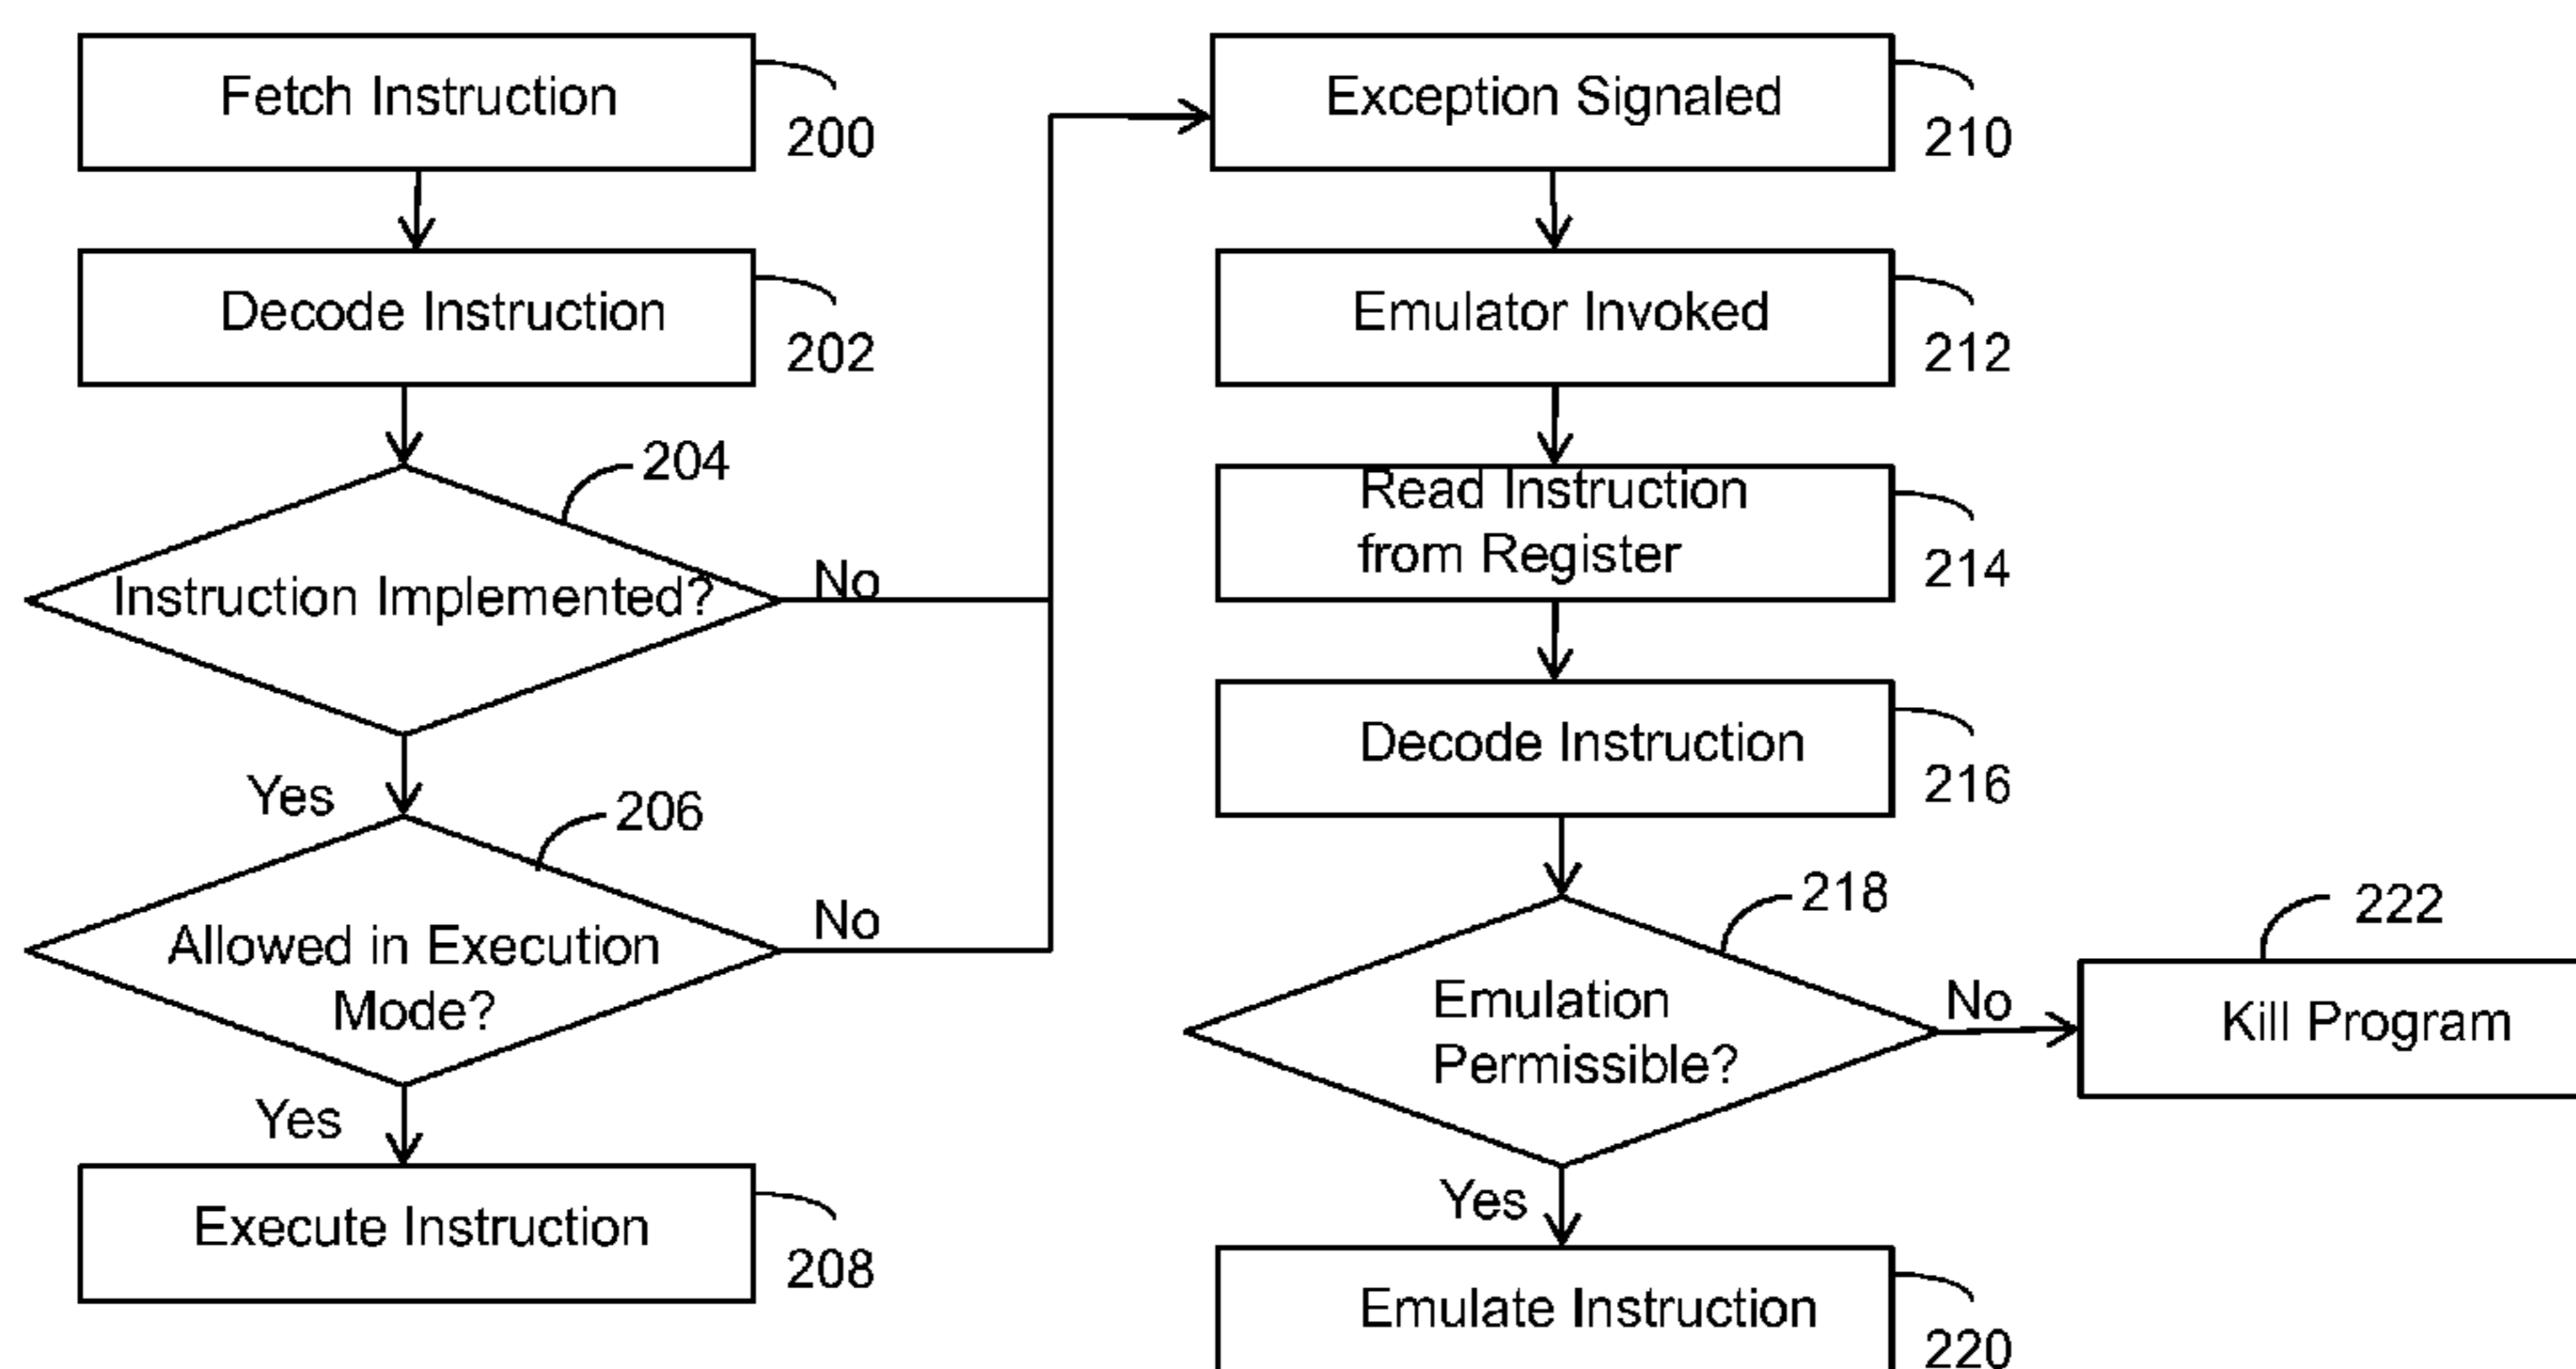 Fetch Instruction
200
Decode Instruction
202
204
Instruction Implemented?
No
Yes
206
Allowed in Execution
Mode?
No
Yes
Execute Instruction
208
Exception Signaled
210
Emulator Invoked
212
Read Instruction
from Register
214
Decode Instruction
216
218
Emulation
Permissible?
No
222
Kill Program
Yes
Emulate Instruction
220